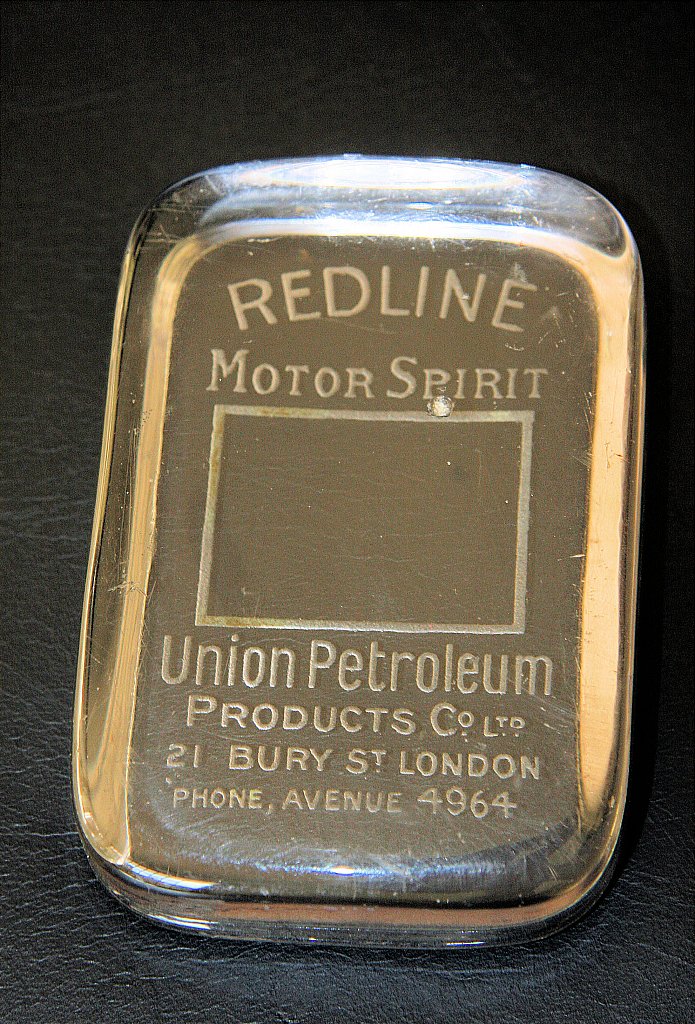 REDLINE
MOTOR SPIRIT
Union Petroleum
PRODUCTS, Co LTD
21 BURY ST LONDON
PHONE, AVENUE 4964